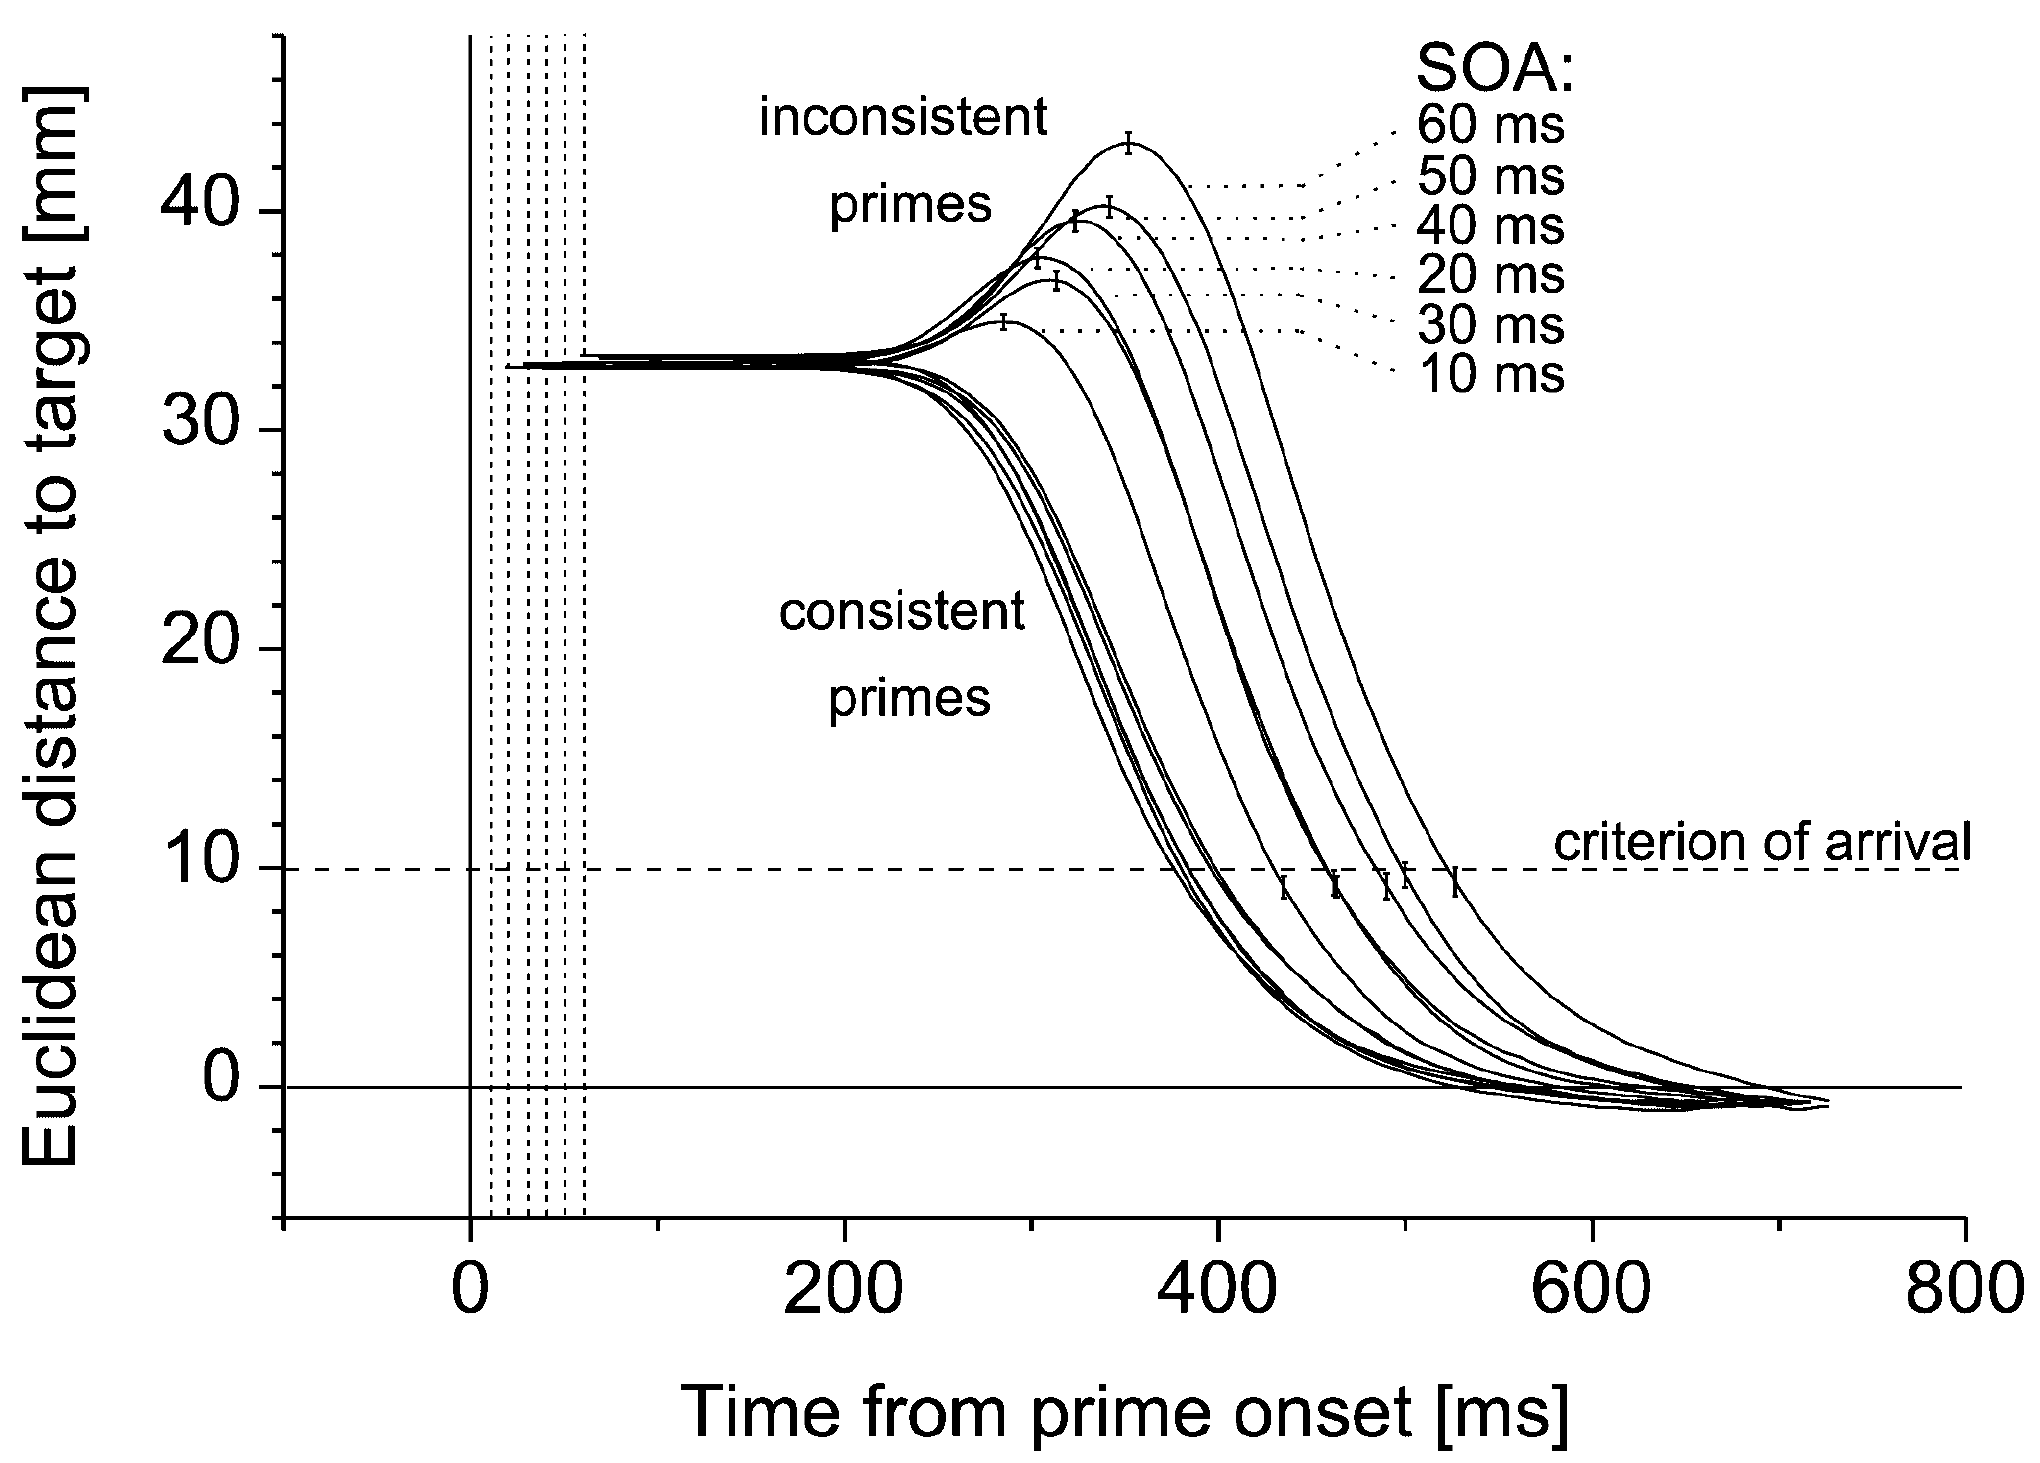 SOA:
60 ms
50 ms
40 ms
20 ms
30 ms
10 ms
inconsistent
primes
consistent
primes
criterion of arrival
Euclidean distance to target [mm]
40
30
20
10
0
0 200 400 600 800
Time from prime onset [ms]